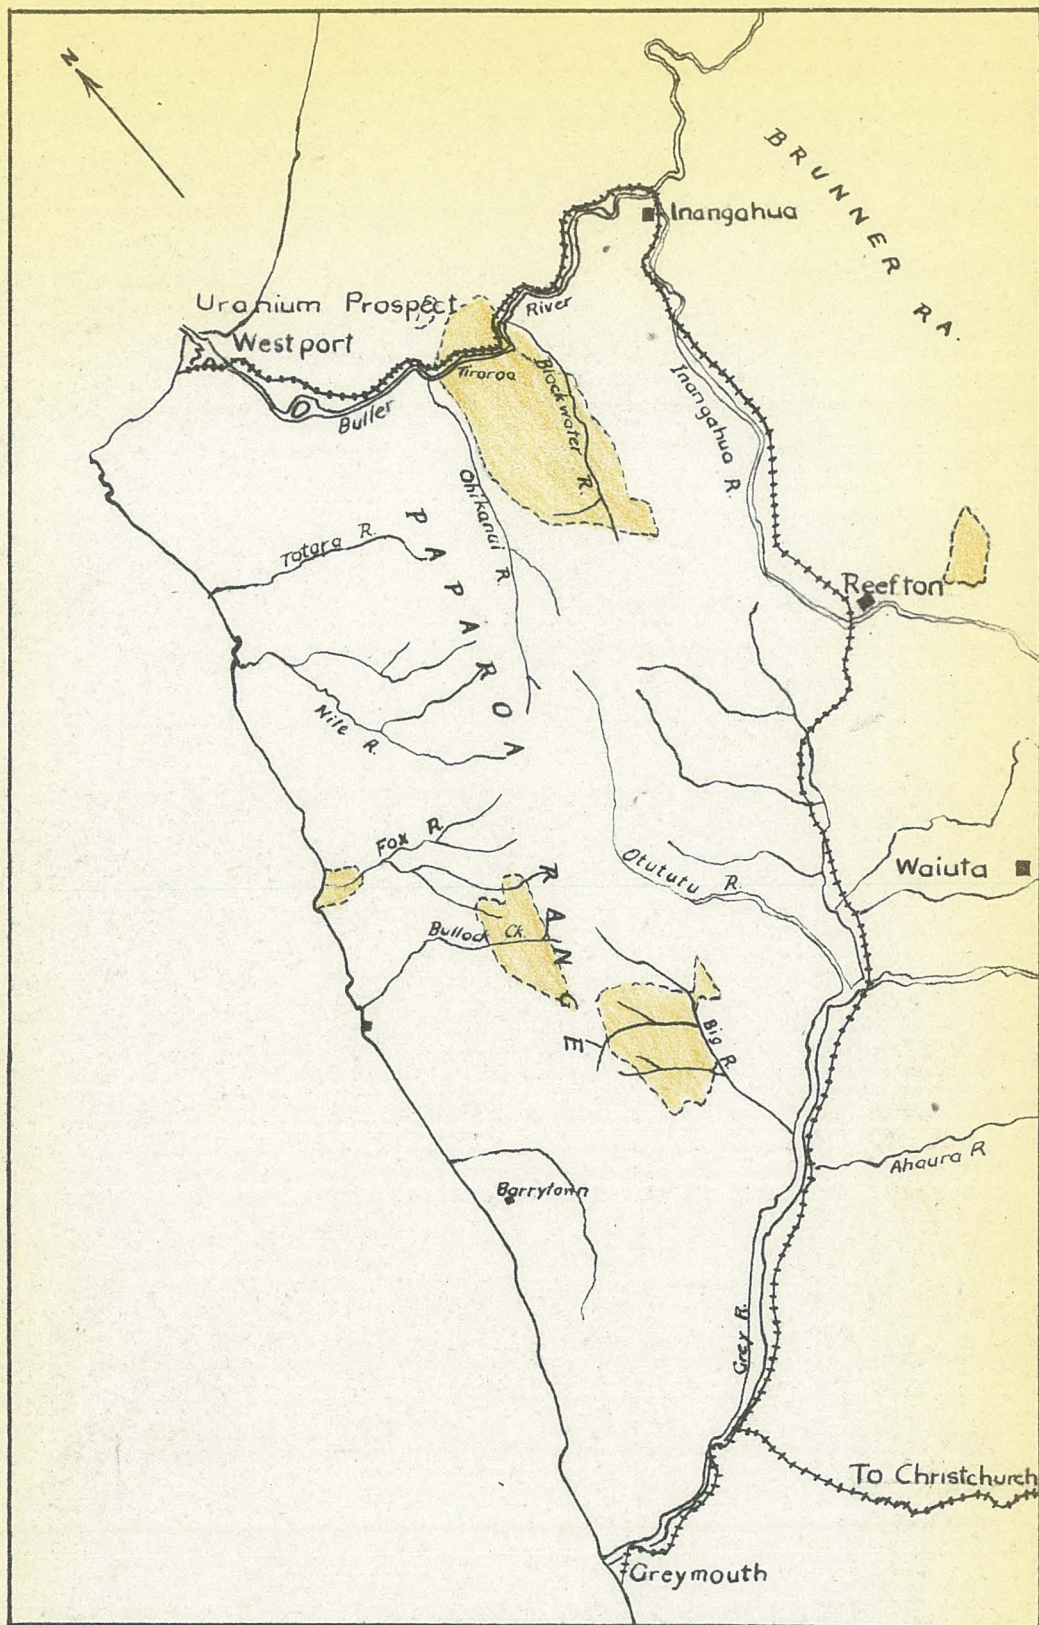 N
BRUNNER RA.
Inangahua
Uranium Prospect
River
Westport
Tiroroa
Blackwater R.
Buller
Inangahua R.
Ohikanui R.
PAPAROA RANGE
Totara R.
Reefton
Nile R.
Fox R.
Otututu R.
Waiuta
Bullock Ck.
Big R.
Ahaura R
Barrytown
Grey R.
To Christchurch
Greymouth